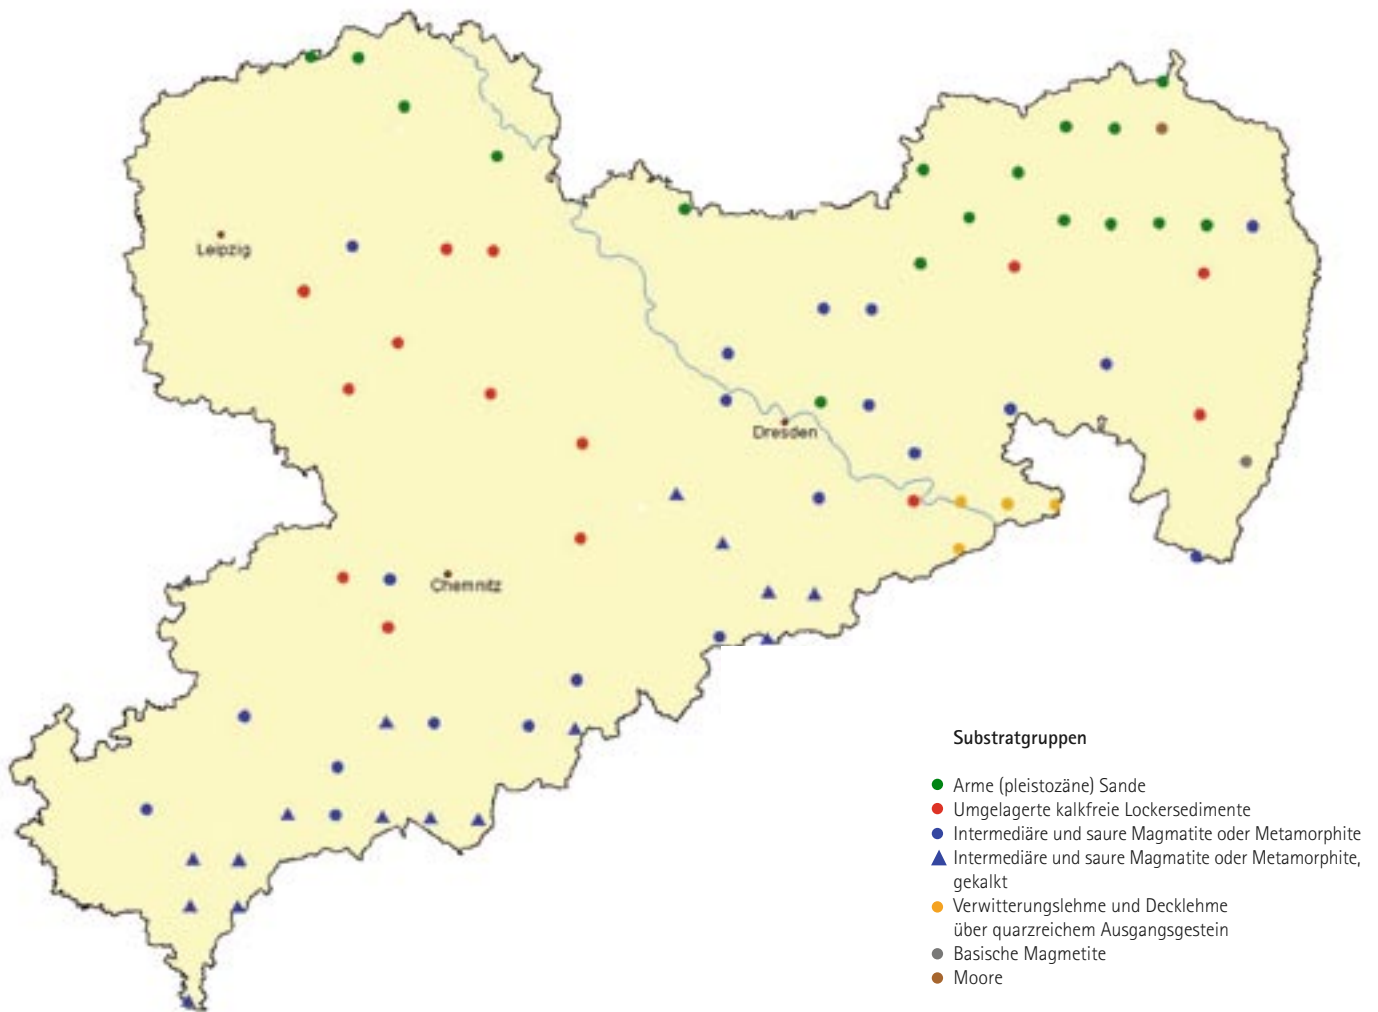 Leipzig
Dresden
Chemnitz
Substratgruppen
Arme (pleistozäne) Sande
Umgelagerte kalkfreie Lockersedimente
Intermediäre und saure Magmatite oder Metamorphite
Intermediäre und saure Magmatite oder Metamorphite,
gekalkt
Verwitterungslehme und Decklehme
über quarzreichem Ausgangsgestein
Basische Magmetite
Moore